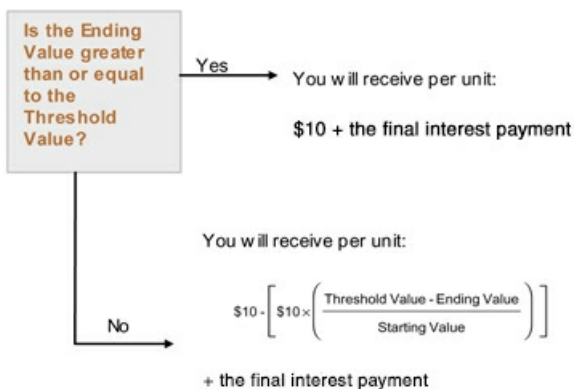 Is the Ending
Value greater
than or equal
to the
Threshold
Value?
Yes
You will receive per unit:
$10 + the final interest payment
No
You will receive per unit:
$10 - [ $10 × ( Threshold Value - Ending Value / Starting Value ) ]
+ the final interest payment